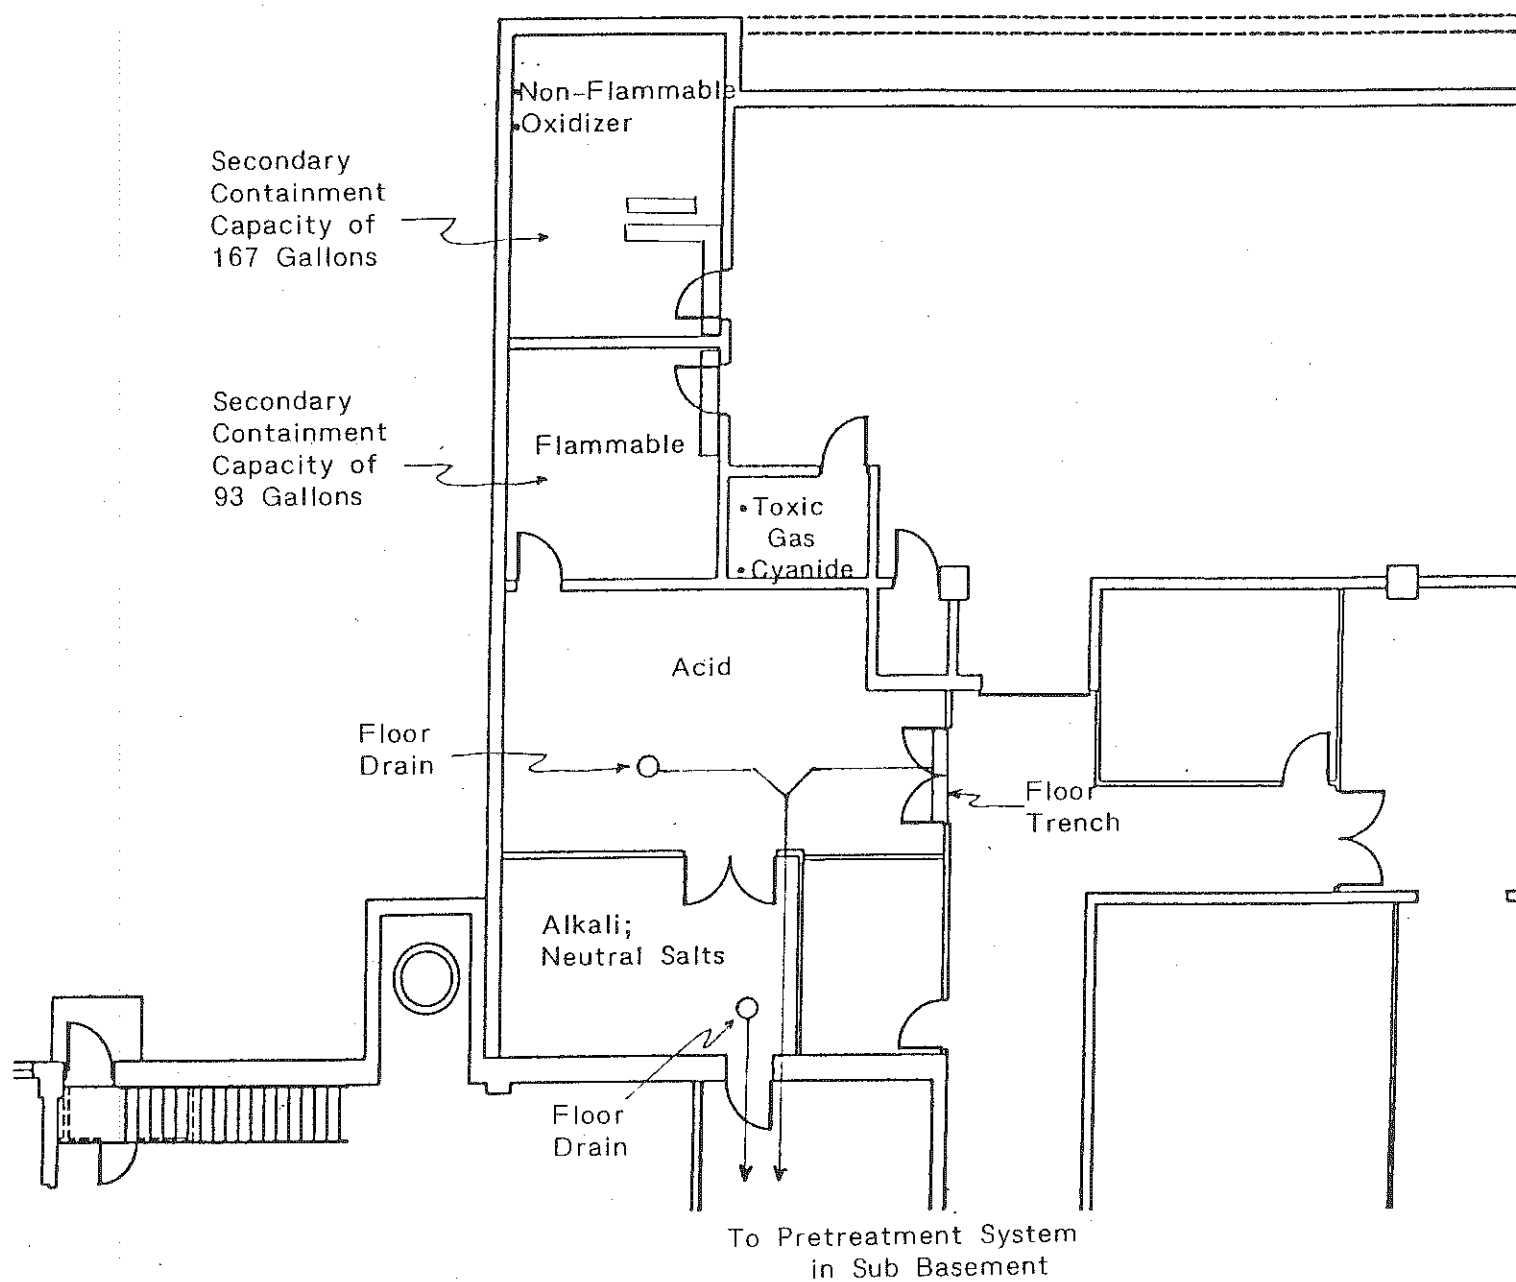 •Non-Flammable
•Oxidizer
Secondary
Containment
Capacity of
167 Gallons
Secondary
Containment
Capacity of
93 Gallons
Flammable
•Toxic
Gas
•Cyanide
Acid
Floor
Drain
Floor
Trench
Alkali;
Neutral Salts
Floor
Drain
To Pretreatment System
in Sub Basement